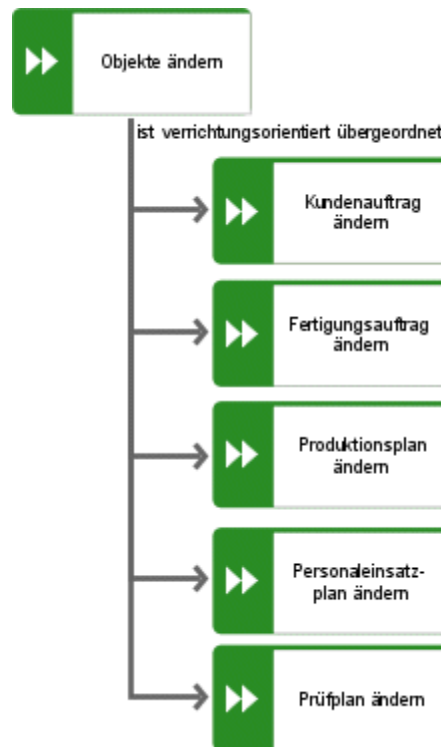 Objekte ändern
ist verrichtungsorientiert übergeordnet
Kundenauftrag
ändern
Fertigungsauftrag
ändern
Produktionsplan
ändern
Personaleinsatz-
plan ändern
Prüfplan ändern